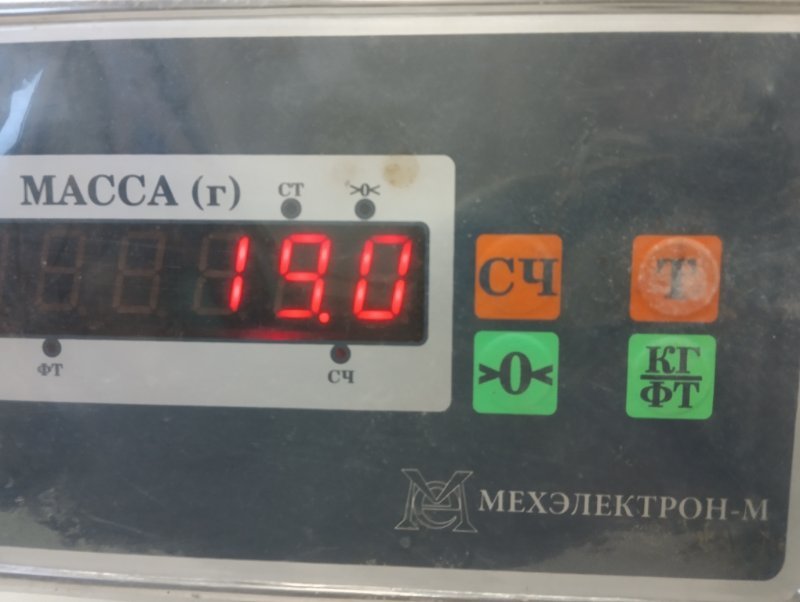 МАССА (г)
СТ
>0<
19.0
ФТ
СЧ
СЧ
Т
>0<
КГ
ФТ
МЕХЭЛЕКТРОН-М